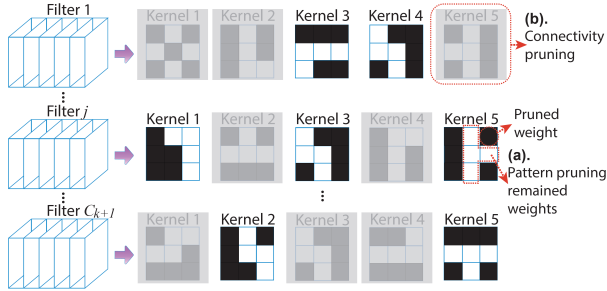 Filter 1
Kernel 1
Kernel 2
Kernel 3
Kernel 4
Kernel 5
(b).
Connectivity
pruning
Filter j
Kernel 1
Kernel 2
Kernel 3
Kernel 4
Kernel 5
Pruned
weight
(a).
Pattern pruning
remained
weights
Filter Ck+1
Kernel 1
Kernel 2
Kernel 3
Kernel 4
Kernel 5